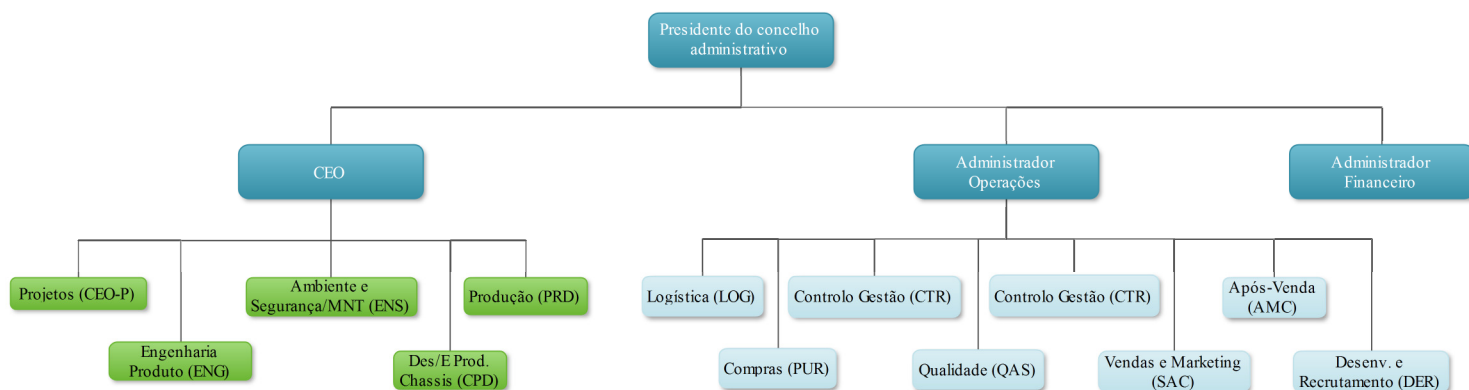 Presidente do concelho
administrativo
CEO
Administrador
Operações
Administrador
Financeiro
Projetos (CEO-P)
Ambiente e
Segurança/MNT (ENS)
Produção (PRD)
Logística (LOG)
Controlo Gestão (CTR)
Controlo Gestão (CTR)
Após-Venda
(AMC)
Engenharia
Produto (ENG)
Des/E Prod.
Chassis (CPD)
Compras (PUR)
Qualidade (QAS)
Vendas e Marketing
(SAC)
Desenv. e
Recrutamento (DER)